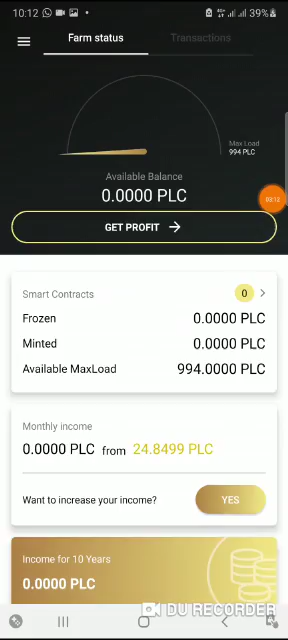 10:12 39%
Farm status Transactions
Max Load
994 PLC
Available Balance
0.0000 PLC
03:12
GET PROFIT
Smart Contracts 0
Frozen 0.0000 PLC
Minted 0.0000 PLC
Available MaxLoad 994.0000 PLC
Monthly income
0.0000 PLC from 24.8499 PLC
Want to increase your income? YES
Income for 10 Years
0.0000 PLC
DU RECORDER